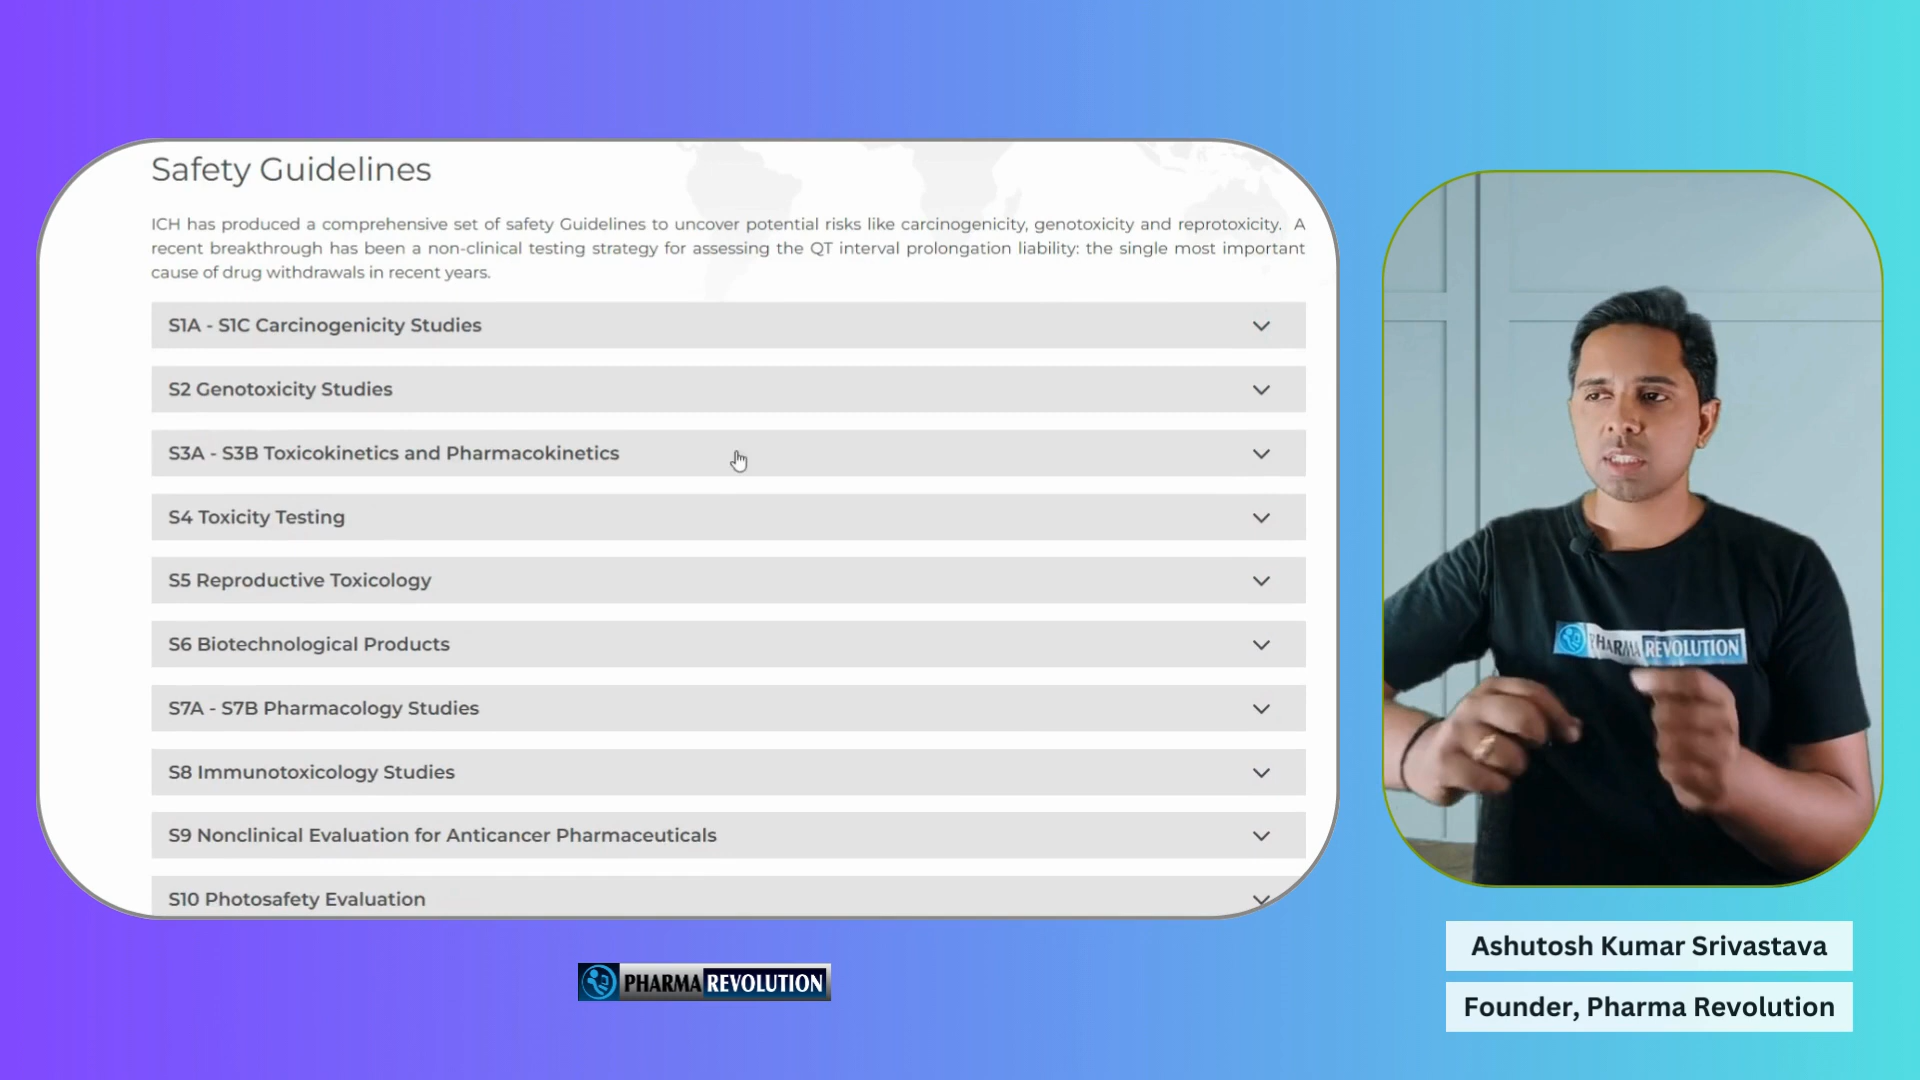 Safety Guidelines
ICH has produced a comprehensive set of safety Guidelines to uncover potential risks like carcinogenicity, genotoxicity and reprotoxicity. A
recent breakthrough has been a non-clinical testing strategy for assessing the QT interval prolongation liability: the single most important
cause of drug withdrawals in recent years.
S1A - S1C Carcinogenicity Studies
S2 Genotoxicity Studies
S3A - S3B Toxicokinetics and Pharmacokinetics
S4 Toxicity Testing
S5 Reproductive Toxicology
S6 Biotechnological Products
S7A - S7B Pharmacology Studies
S8 Immunotoxicology Studies
S9 Nonclinical Evaluation for Anticancer Pharmaceuticals
S10 Photosafety Evaluation
PHARMA REVOLUTION
PHARMA REVOLUTION
Ashutosh Kumar Srivastava
Founder, Pharma Revolution